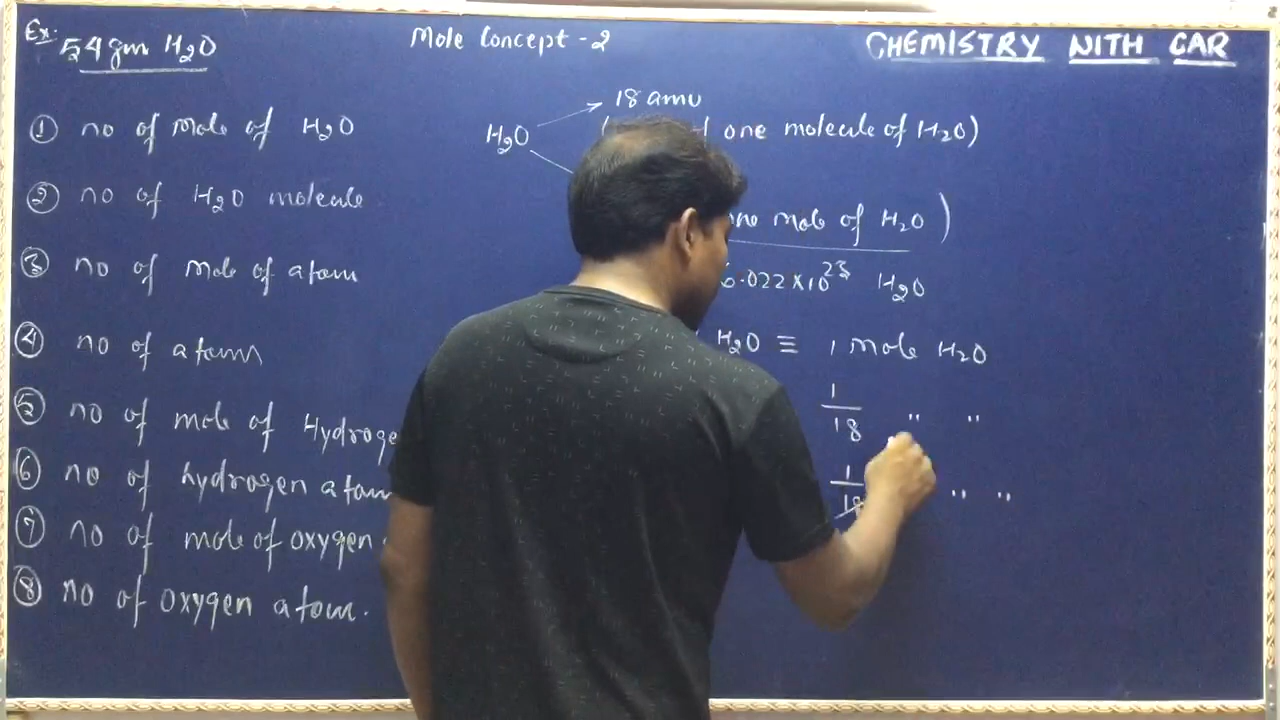 Ex: 54 gm H2O
Mole Concept - 2
CHEMISTRY WITH CAR
① no of mole of H2O
② no of H2O molecule
③ no of mole of atom
④ no of atoms
⑤ no of mole of Hydroge
⑥ no of hydrogen atom
⑦ no of mole of oxygen
⑧ no of oxygen atom.
H2O
18 amu
one molecule of H2O)
one mole of H2O )
6.022 × 10^23 H2O
H2O ≡ 1 mole H2O
1/18 " "
1/18 " "